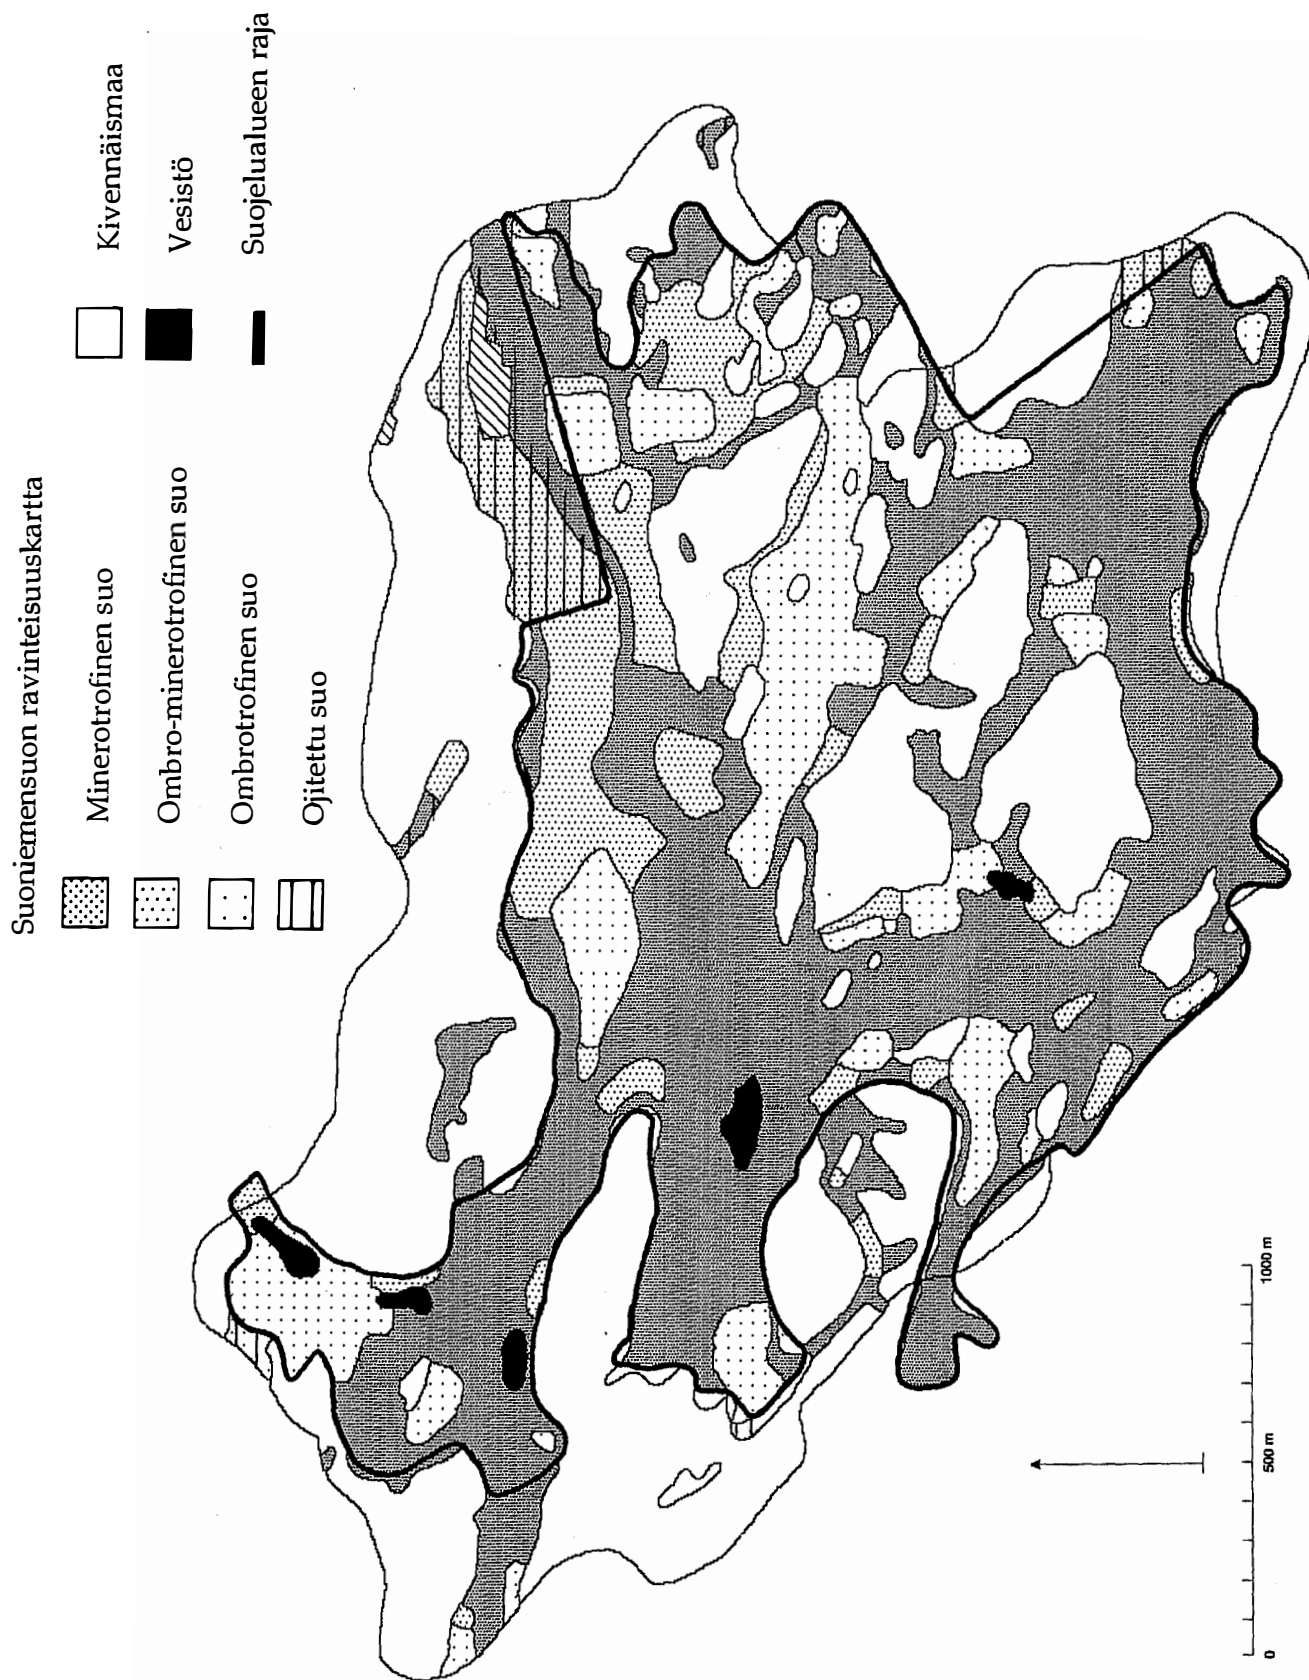 Suoniemensuon ravinteisuuskartta
Minerotrofinen suo
Ombro-minerotrofinen suo
Ombrotrofinen suo
Ojitettu suo
Kivennäismaa
Vesistö
Suojelualueen raja
0
500 m
1000 m